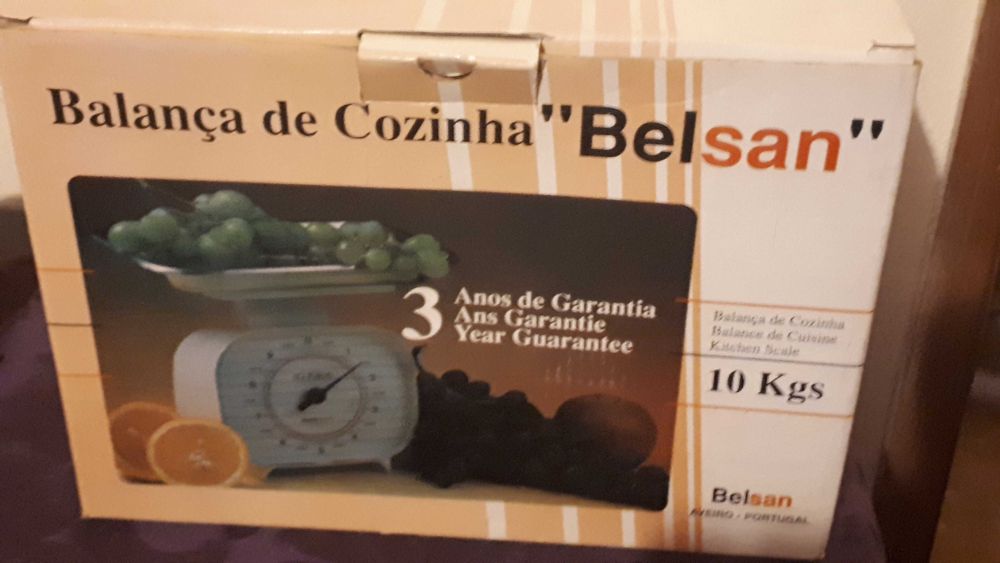 Balança de Cozinha "Belsan"
3 Anos de Garantia
Ans Garantie
Year Guarantee
Balança de Cozinha
Balance de Cuisine
Kitchen Scale
10 Kgs
Belsan
AVEIRO - PORTUGAL